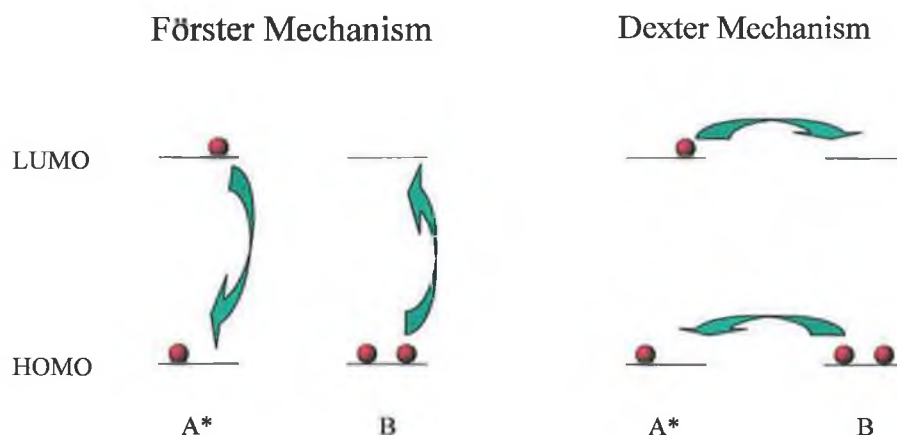 Förster Mechanism
Dexter Mechanism
LUMO
HOMO
A*
B
A*
B